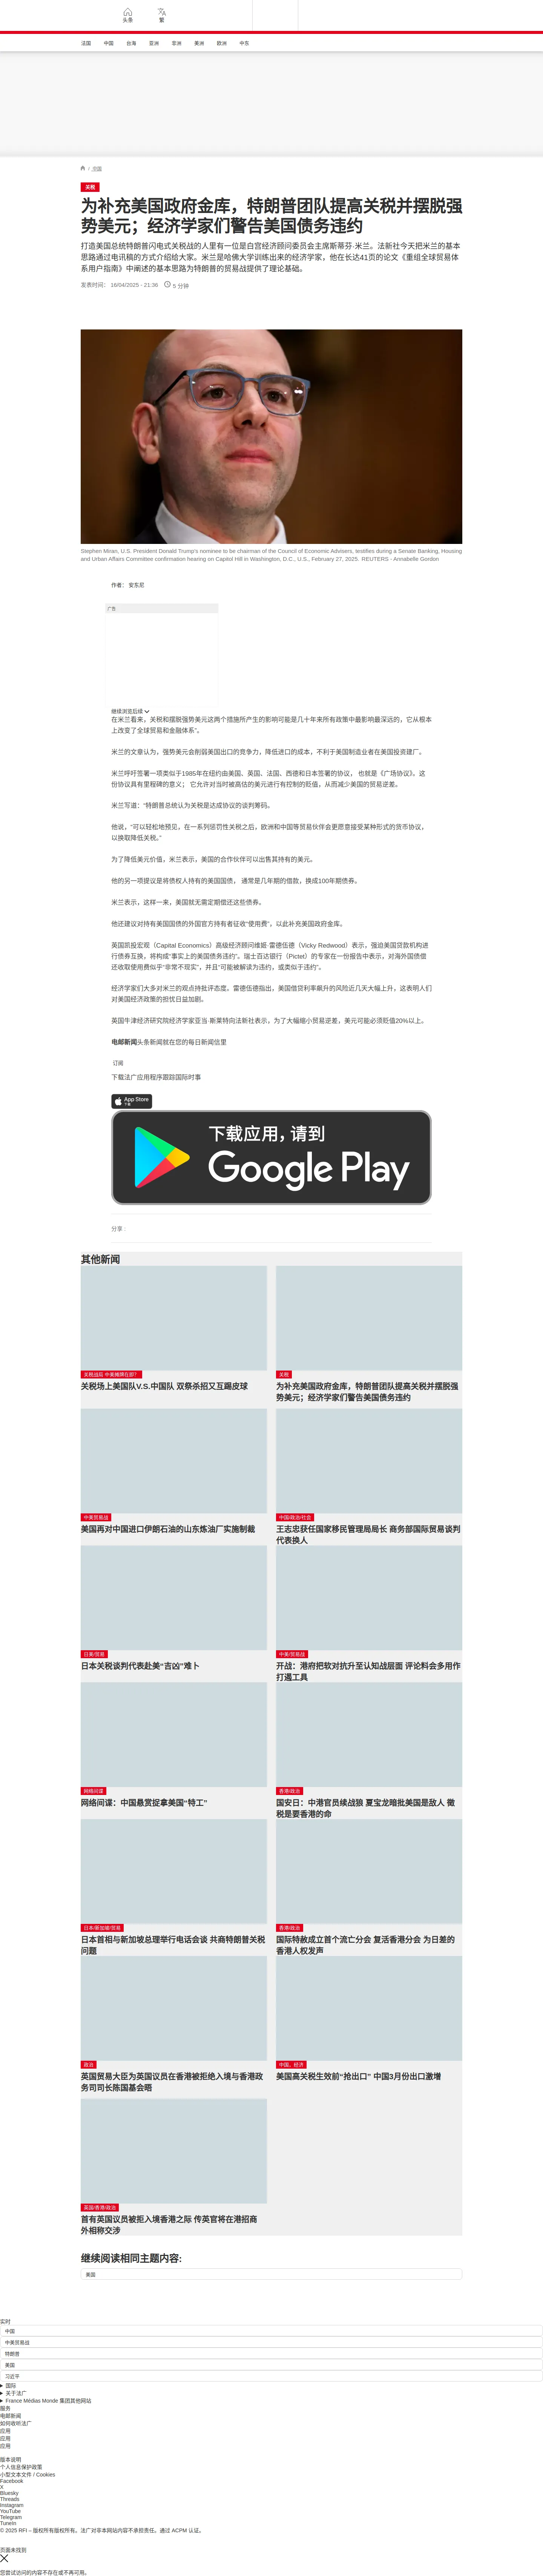 头条
繁
法国
中国
台海
亚洲
非洲
美洲
欧洲
中东
/ 美国
关税
为补充美国政府金库，特朗普团队提高关税并摆脱强
势美元；经济学家们警告美国债务违约
打造美国总统特朗普闪电式关税战的人里有一位是白宫经济顾问委员会主席斯蒂芬·米兰。法新社今天把米兰的基本
思路通过电讯稿的方式介绍给大家。米兰是哈佛大学训练出来的经济学家，他在长达41页的论文《重组全球贸易体
系用户指南》中阐述的基本思路为特朗普的贸易战提供了理论基础。
发表时间： 16/04/2025 - 21:36 5 分钟
Stephen Miran, U.S. President Donald Trump's nominee to be chairman of the Council of Economic Advisers, testifies during a Senate Banking, Housing
and Urban Affairs Committee confirmation hearing on Capitol Hill in Washington, D.C., U.S., February 27, 2025. REUTERS - Annabelle Gordon
作者： 安东尼
广告
继续浏览后续
在米兰看来，关税和摆脱强势美元这两个措施所产生的影响可能是几十年来所有政策中最影响最深远的，它从根本
上改变了全球贸易和金融体系”。
米兰的文章认为，强势美元会削弱美国出口的竞争力，降低进口的成本，不利于美国制造业者在美国投资建厂。
米兰呼吁签署一项类似于1985年在纽约由美国、英国、法国、西德和日本签署的协议， 也就是《广场协议》。这
份协议具有里程碑的意义； 它允许对当时被高估的美元进行有控制的贬值，从而减少美国的贸易逆差。
米兰写道：“特朗普总统认为关税是达成协议的谈判筹码。
他说，“可以轻松地预见，在一系列惩罚性关税之后，欧洲和中国等贸易伙伴会更愿意接受某种形式的货币协议，
以换取降低关税。”
为了降低美元价值，米兰表示，美国的合作伙伴可以出售其持有的美元。
他的另一项提议是将债权人持有的美国国债， 通常是几年期的借款，换成100年期债券。
米兰表示，这样一来，美国就无需定期偿还这些债券。
他还建议对持有美国国债的外国官方持有者征收“使用费”，以此补充美国政府金库。
英国凯投宏观（Capital Economics）高级经济顾问维姬·雷德伍德（Vicky Redwood）表示，强迫美国贷款机构进
行债券互换，将构成“事实上的美国债务违约”。瑞士百达银行（Pictet）的专家在一份报告中表示，对海外国债偿
还收取使用费似乎“非常不现实”，并且“可能被解读为违约，或类似于违约”。
经济学家们大多对米兰的观点持批评态度。雷德伍德指出，美国借贷利率飙升的风险近几天大幅上升，这表明人们
对美国经济政策的担忧日益加剧。
英国牛津经济研究院经济学家亚当·斯莱特向法新社表示，为了大幅缩小贸易逆差，美元可能必须贬值20%以上。
电邮新闻头条新闻就在您的每日新闻信里
订阅
下载法广应用程序跟踪国际时事
App Store
下载应用，请到
Google Play
分享 :
其他新闻
关税战局 中美摊牌在即?
关税场上美国队V.S.中国队 双祭杀招又互踢皮球
关税
为补充美国政府金库，特朗普团队提高关税并摆脱强
势美元；经济学家们警告美国债务违约
中美贸易战
美国再对中国进口伊朗石油的山东炼油厂实施制裁
中国/政治/社会
王志忠获任国家移民管理局局长 商务部国际贸易谈判
代表换人
日美/贸易
日本关税谈判代表赴美“吉凶”难卜
中美/贸易战
开战：港府把软对抗升至认知战层面 评论料会多用作
打遏工具
网络间谍
网络间谍：中国悬赏捉拿美国“特工”
香港/政治
国安日：中港官员续战狼 夏宝龙暗批美国是敌人 徵
税是要香港的命
日本/新加坡/贸易
日本首相与新加坡总理举行电话会谈 共商特朗普关税
问题
香港/政治
国际特赦成立首个流亡分会 复活香港分会 为日差的
香港人权发声
政治
英国贸易大臣为英国议员在香港被拒绝入境与香港政
务司司长陈国基会晤
中国，经济
美国高关税生效前“抢出口” 中国3月份出口激增
英国/香港/政治
首有英国议员被拒入境香港之际 传英官将在港招商
外相称交涉
继续阅读相同主题内容:
美国
实时
中国
中美贸易战
特朗普
美国
习近平
国际
关于法广
France Médias Monde 集团其他网站
服务
电邮新闻
如何收听法广
应用
应用
应用
版本说明
个人信息保护政策
小型文本文件 / Cookies
Facebook
X
Bluesky
Threads
Instagram
YouTube
Telegram
TuneIn
© 2025 RFI – 版权所有版权所有。法广对非本网站内容不承担责任。通过 ACPM 认证。
页面未找到
您尝试访问的内容不存在或不再可用。